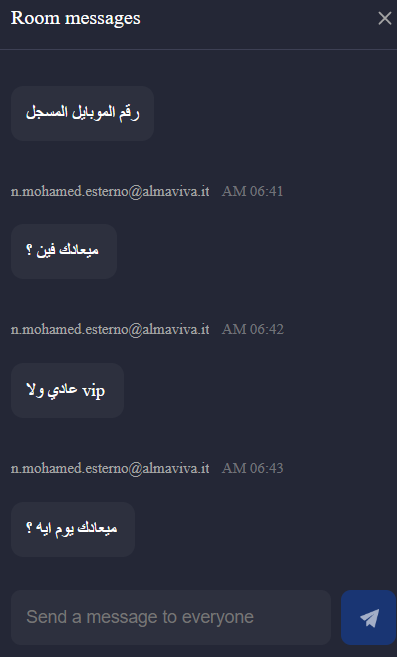 Room messages
رقم الموبايل المسجل
n.mohamed.esterno@almaviva.it AM 06:41
ميعادك فين ؟
n.mohamed.esterno@almaviva.it AM 06:42
عادي ولا vip
n.mohamed.esterno@almaviva.it AM 06:43
ميعادك يوم ايه ؟
Send a message to everyone